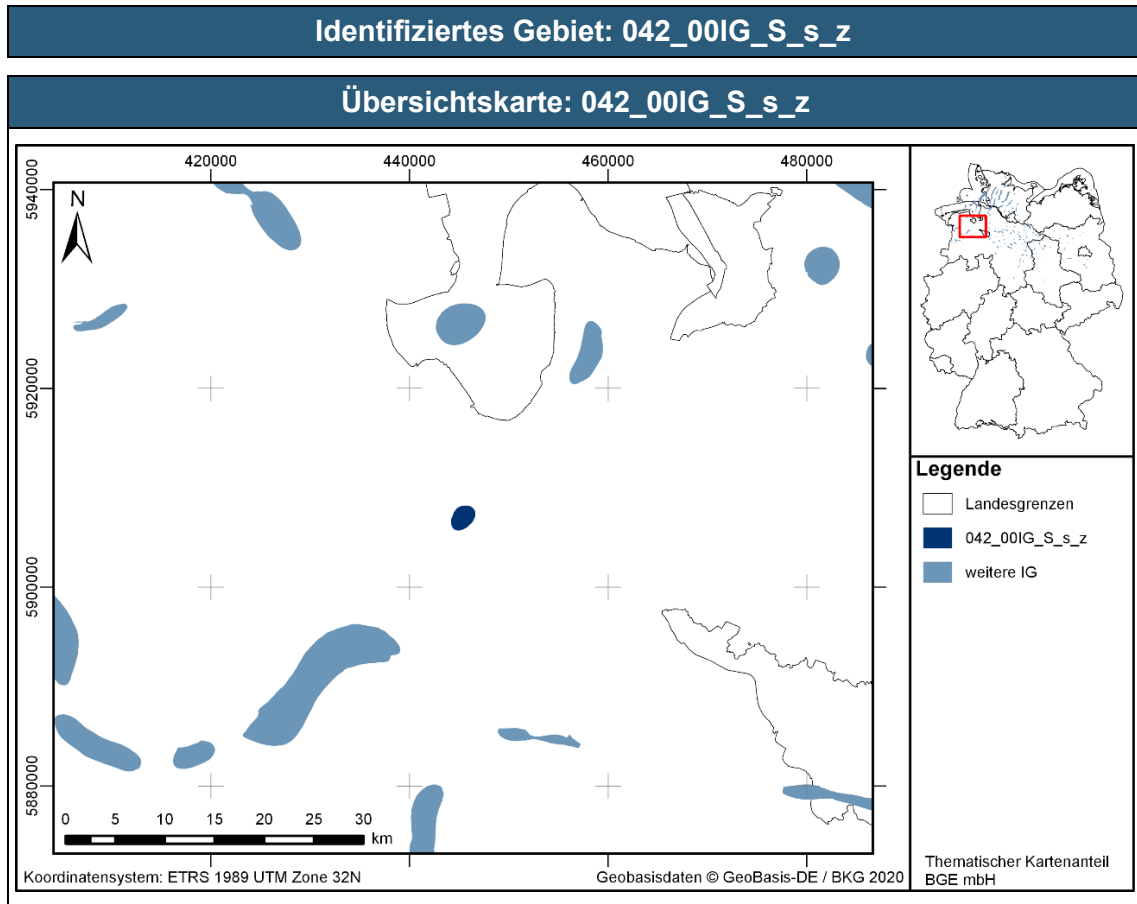 Identifiziertes Gebiet: 042_00IG_S_s_z
Übersichtskarte: 042_00IG_S_s_z
420000 440000 460000 480000
5940000
5920000
5900000
5880000
N
0 5 10 15 20 25 30
km
Koordinatensystem: ETRS 1989 UTM Zone 32N
Geobasisdaten © GeoBasis-DE / BKG 2020
Legende
Landesgrenzen
042_00IG_S_s_z
weitere IG
Thematischer Kartenanteil
BGE mbH